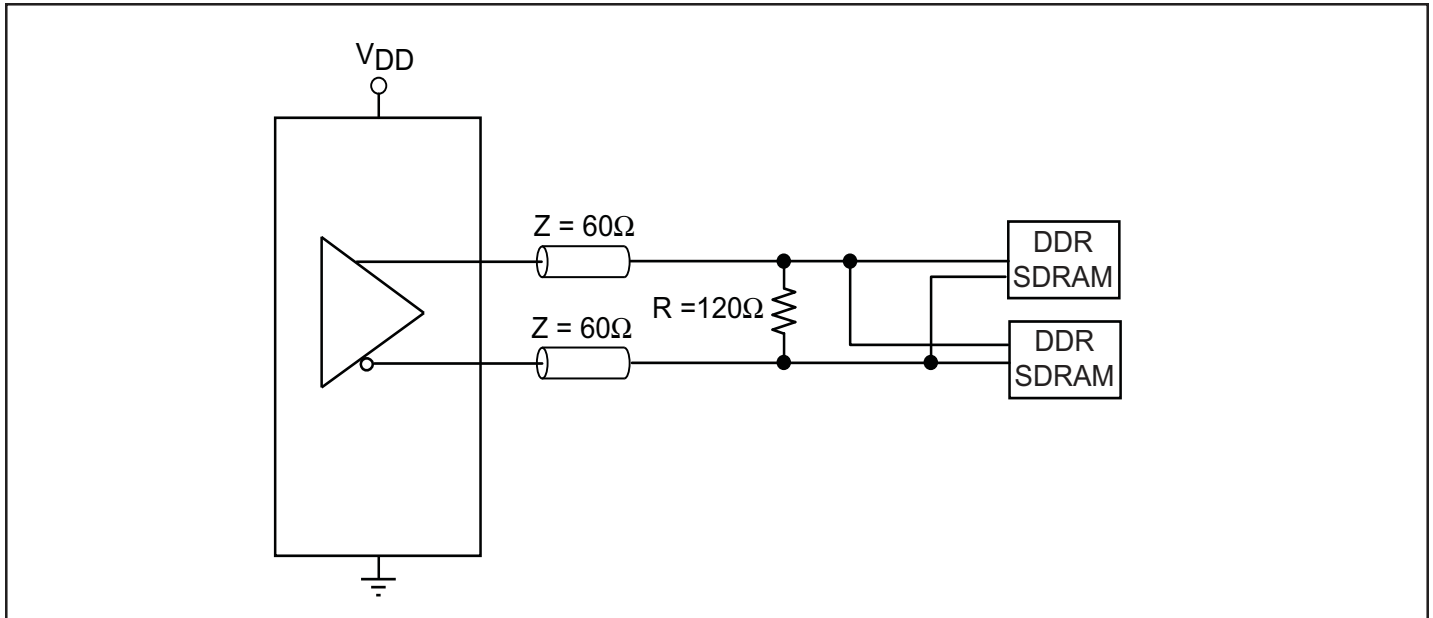 VDD
Z = 60Ω
R =120Ω
Z = 60Ω
DDR
SDRAM
DDR
SDRAM